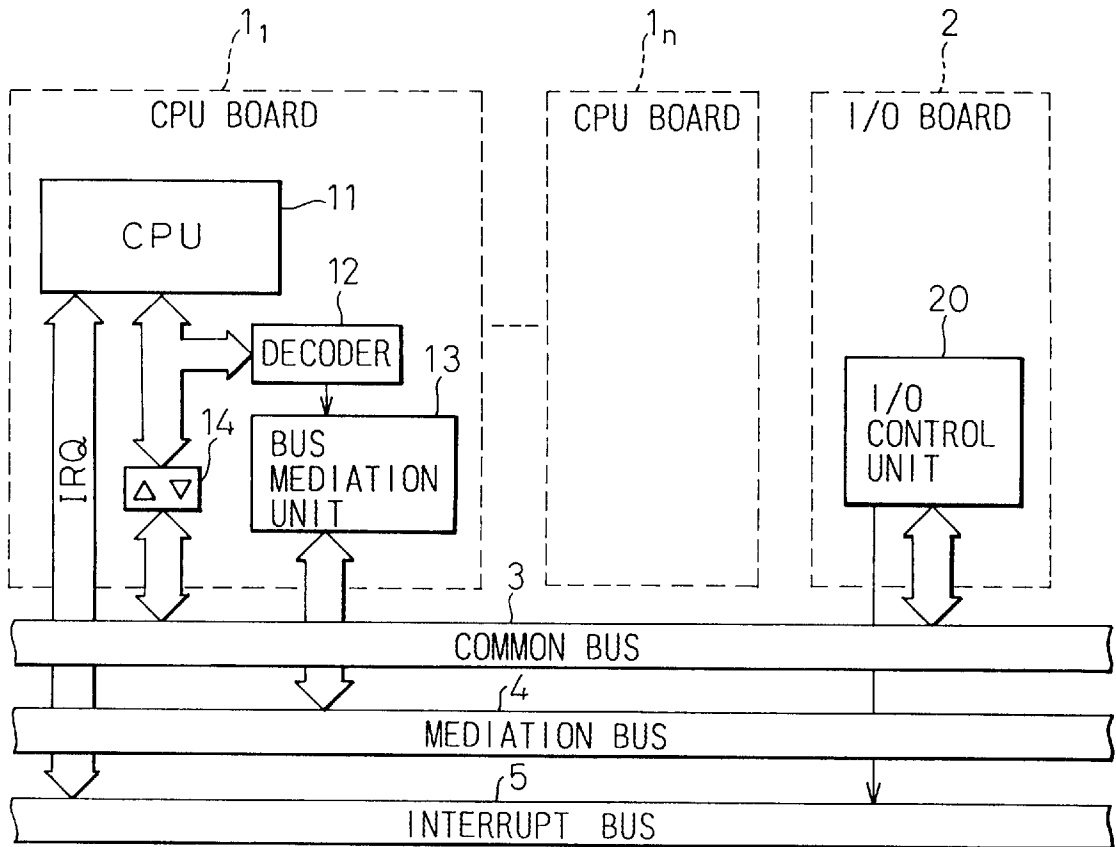 1₁
1ₙ
2
CPU BOARD
CPU BOARD
I/O BOARD
11
CPU
12
DECODER
13
20
14
IRQ
BUS
MEDIATION
UNIT
I/O
CONTROL
UNIT
3
COMMON BUS
4
MEDIATION BUS
5
INTERRUPT BUS